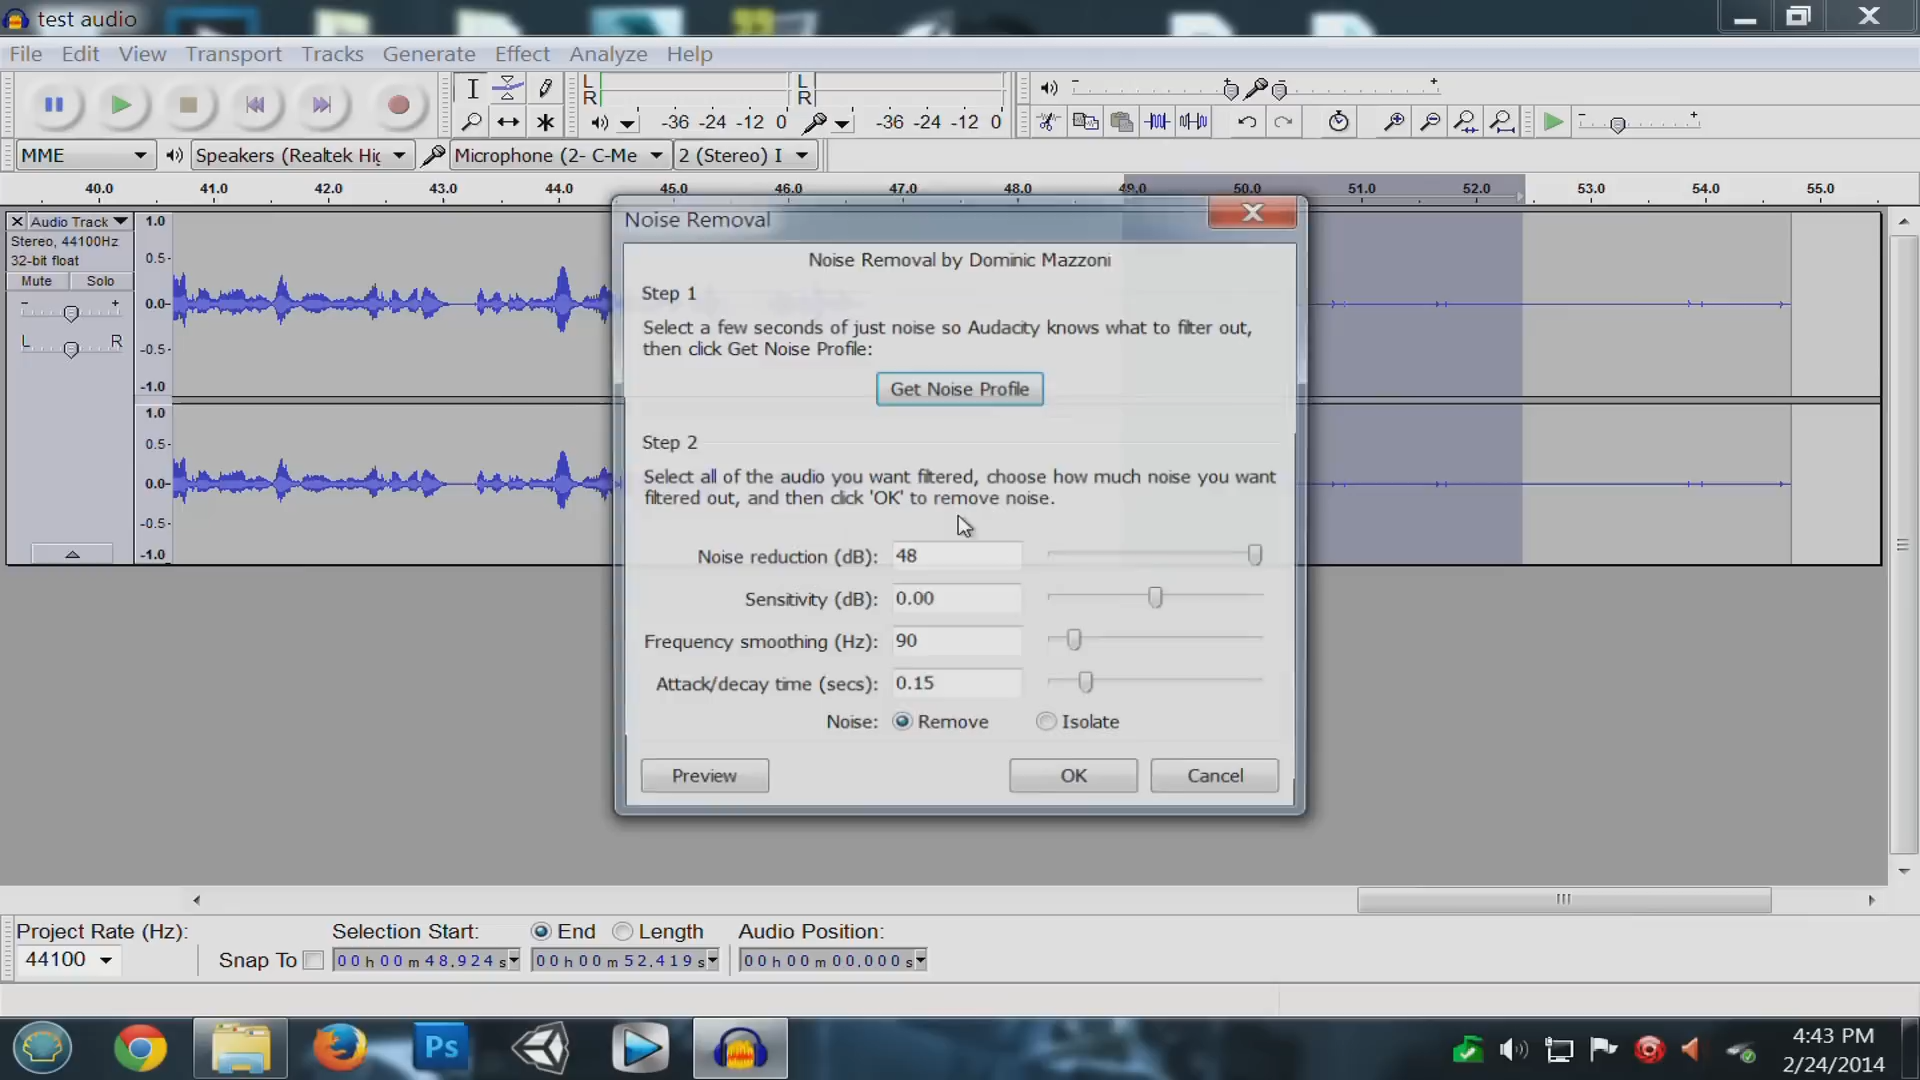 test audio
File Edit View Transport Tracks Generate Effect Analyze Help
L R -36 -24 -12 0
L R -36 -24 -12 0
MME Speakers (Realtek Hi Microphone (2- C-Me 2 (Stereo) I
40.0 41.0 42.0 43.0 44.0 45.0 46.0 47.0 48.0 49.0 50.0 51.0 52.0 53.0 54.0 55.0
Audio Track
Stereo, 44100Hz
32-bit float
Mute Solo
- +
L R
1.0
0.5-
0.0-
-0.5-
-1.0
1.0
0.5-
0.0-
-0.5-
-1.0
Noise Removal
Noise Removal by Dominic Mazzoni
Step 1
Select a few seconds of just noise so Audacity knows what to filter out,
then click Get Noise Profile:
Get Noise Profile
Step 2
Select all of the audio you want filtered, choose how much noise you want
filtered out, and then click 'OK' to remove noise.
Noise reduction (dB): 48
Sensitivity (dB): 0.00
Frequency smoothing (Hz): 90
Attack/decay time (secs): 0.15
Noise: Remove Isolate
Preview OK Cancel
Project Rate (Hz): Selection Start: End Length Audio Position:
44100 Snap To 00 h 00 m 48.924 s 00 h 00 m 52.419 s 00 h 00 m 00.000 s
Ps
4:43 PM
2/24/2014